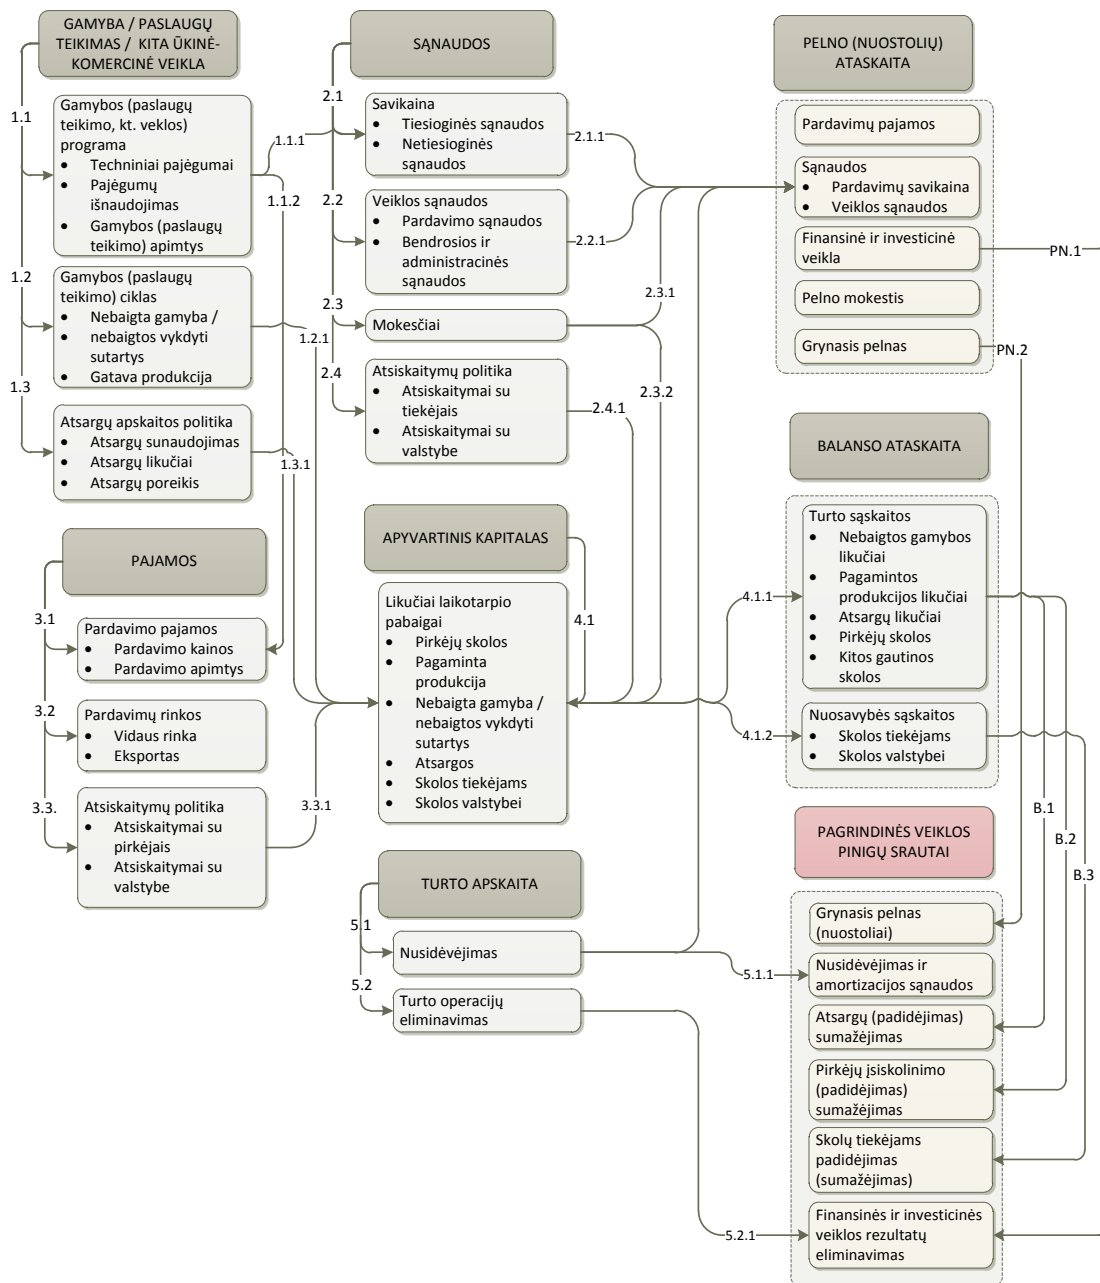 GAMYBA / PASLAUGŲ
TEIKIMAS / KITA ŪKINĖ-
KOMERCINĖ VEIKLA
1.1
Gamybos (paslaugų
teikimo, kt. veklos)
programa
• Techniniai pajėgumai
• Pajėgumų
išnaudojimas
• Gamybos (paslaugų
teikimo) apimtys
1.1.1
1.1.2
1.2
Gamybos (paslaugų
teikimo) ciklas
• Nebaigta gamyba /
• nebaigtos vykdyti
sutartys
• Gatava produkcija
1.2.1
1.3
Atsargų apskaitos politika
• Atsargų sunaudojimas
• Atsargų likučiai
• Atsargų poreikis
1.3.1
PAJAMOS
3.1
Pardavimo pajamos
• Pardavimo kainos
• Pardavimo apimtys
3.2
Pardavimų rinkos
• Vidaus rinka
• Eksportas
3.3.
Atsiskaitymų politika
• Atsiskaitymai su
pirkėjais
• Atsiskaitymai su
valstybe
3.3.1
SĄNAUDOS
2.1
Savikaina
• Tiesioginės sąnaudos
• Netiesioginės
sąnaudos
2.1.1
2.2
Veiklos sąnaudos
• Pardavimo sąnaudos
• Bendrosios ir
administracinės
sąnaudos
2.2.1
2.3
Mokesčiai
2.3.1
2.3.2
2.4
Atsiskaitymų politika
• Atsiskaitymai su
tiekėjais
• Atsiskaitymai su
valstybe
2.4.1
APYVARTINIS KAPITALAS
4.1
Likučiai laikotarpio
pabaigai
• Pirkėjų skolos
• Pagaminta
produkcija
• Nebaigta gamyba /
nebaigtos vykdyti
sutartys
• Atsargos
• Skolos tiekėjams
• Skolos valstybei
4.1.1
4.1.2
TURTO APSKAITA
5.1
Nusidėvėjimas
5.1.1
5.2
Turto operacijų
eliminavimas
5.2.1
PELNO (NUOSTOLIŲ)
ATASKAITA
Pardavimų pajamos
Sąnaudos
• Pardavimų savikaina
• Veiklos sąnaudos
Finansinė ir investicinė
veikla
PN.1
Pelno mokestis
Grynasis pelnas
PN.2
BALANSO ATASKAITA
Turto sąskaitos
• Nebaigtos gamybos
likučiai
• Pagamintos
produkcijos likučiai
• Atsargų likučiai
• Pirkėjų skolos
• Kitos gautinos
skolos
Nuosavybės sąskaitos
• Skolos tiekėjams
• Skolos valstybei
B.1
B.2
B.3
PAGRINDINĖS VEIKLOS
PINIGŲ SRAUTAI
Grynasis pelnas
(nuostoliai)
Nusidėvėjimas ir
amortizacijos sąnaudos
Atsargų (padidėjimas)
sumažėjimas
Pirkėjų įsiskolinimo
(padidėjimas)
sumažėjimas
Skolų tiekėjams
padidėjimas
(sumažėjimas)
Finansinės ir investicinės
veiklos rezultatų
eliminavimas